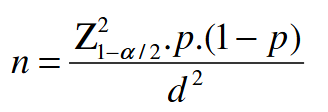 n = Z²₁₋α/₂.p.(1 − p) / d²